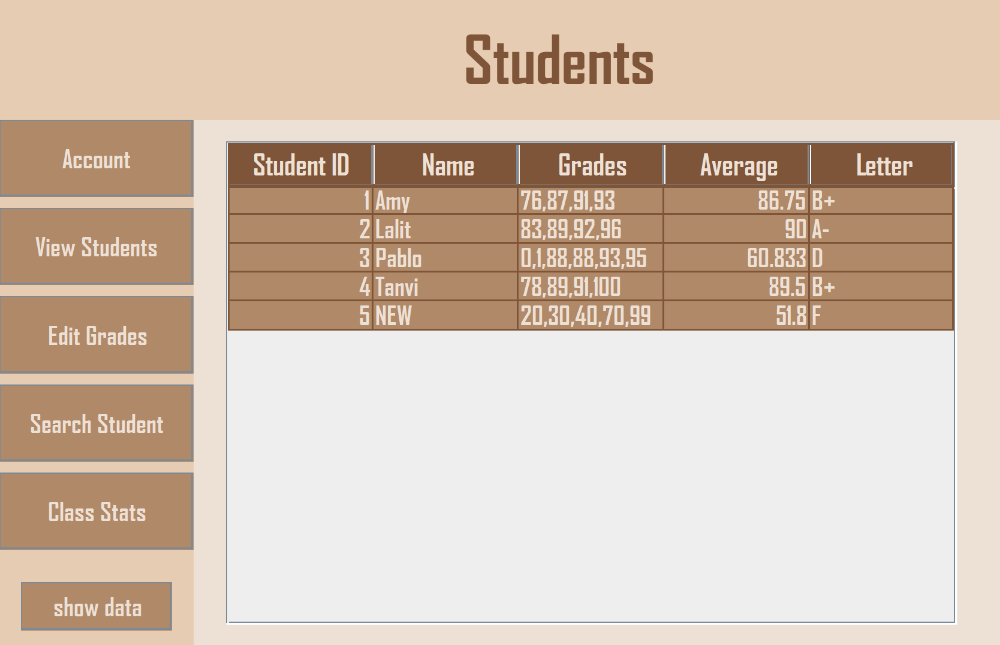 Students
Account
View Students
Edit Grades
Search Student
Class Stats
show data
Student ID Name Grades Average Letter
1 Amy 76,87,91,93 86.75 B+
2 Lalit 83,89,92,96 90 A-
3 Pablo 0,1,88,88,93,95 60.833 D
4 Tanvi 78,89,91,100 89.5 B+
5 NEW 20,30,40,70,99 51.8 F